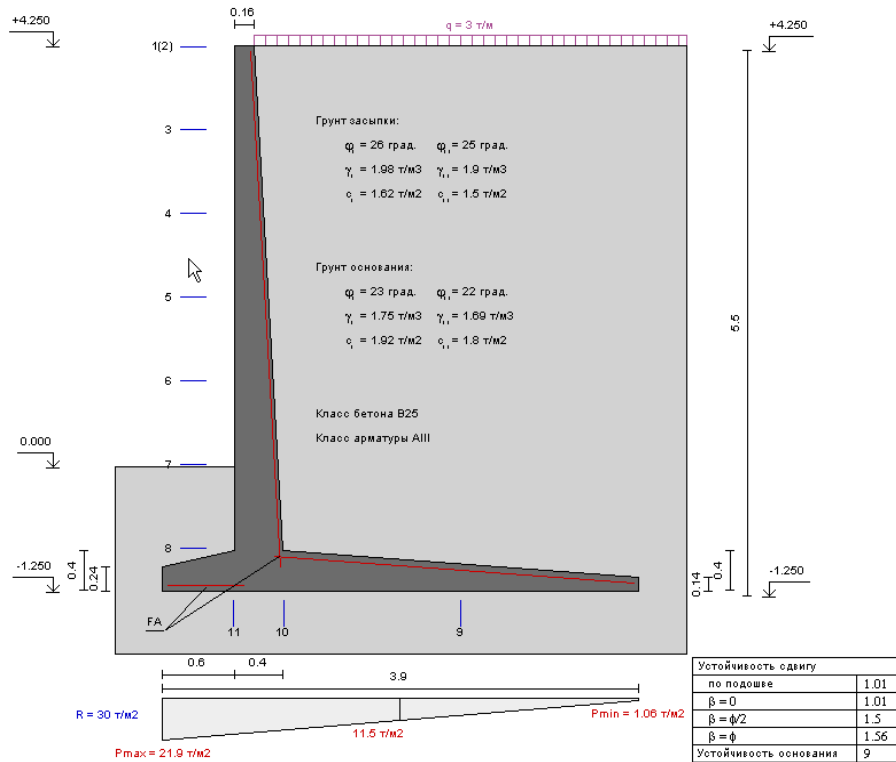 0.16
+4.250
q = 3 т/м
+4.250
1(2)
3
4
5
6
7
8
Грунт засыпки:
φI = 26 град. φII = 25 град.
γI = 1.98 т/м3 γII = 1.9 т/м3
cI = 1.62 т/м2 cII = 1.5 т/м2
Грунт основания:
φI = 23 град. φII = 22 град.
γI = 1.75 т/м3 γII = 1.69 т/м3
cI = 1.92 т/м2 cII = 1.8 т/м2
Класс бетона B25
Класс арматуры AIII
5.5
0.000
-1.250
0.4
0.24
0.14
0.4
-1.250
FA
11
10
9
0.6
0.4
3.9
R = 30 т/м2
Pmax = 21.9 т/м2
11.5 т/м2
Pmin = 1.06 т/м2
Устойчивость сдвигу
по подошве 1.01
β = 0 1.01
β = ϕ/2 1.5
β = ϕ 1.56
Устойчивость основания 9